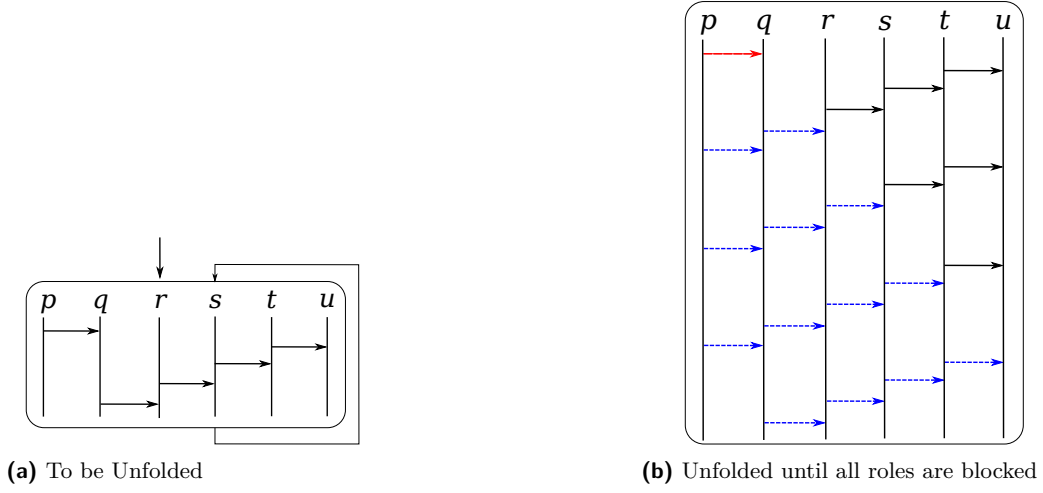 p q r s t u
p q r s t u
(a) To be Unfolded
(b) Unfolded until all roles are blocked